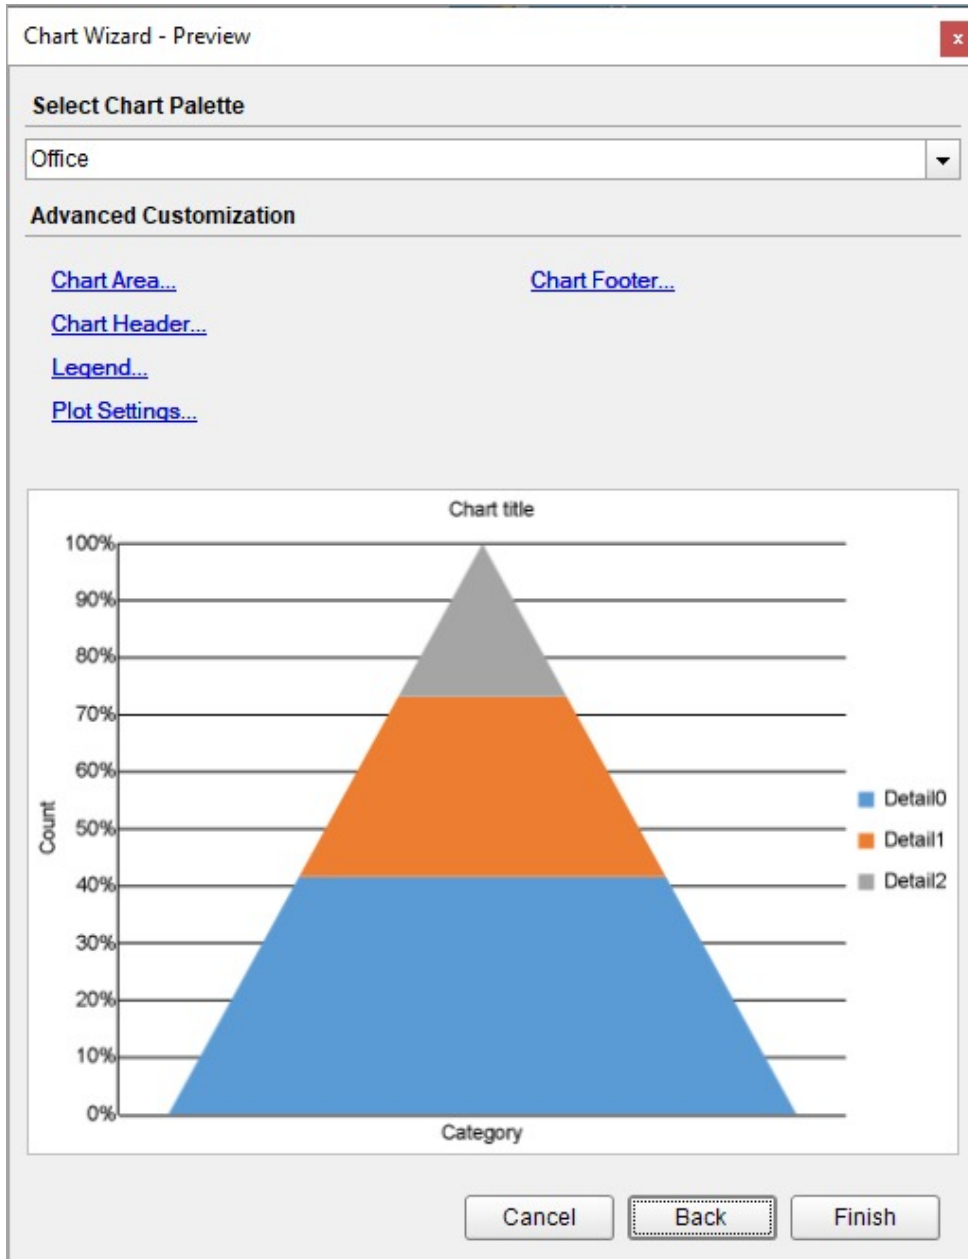 Chart Wizard - Preview
x
Select Chart Palette
Office
Advanced Customization
Chart Area...
Chart Footer...
Chart Header...
Legend...
Plot Settings...
Chart title
100%
90%
80%
70%
60%
50%
40%
30%
20%
10%
0%
Count
Category
Detail0
Detail1
Detail2
Cancel
Back
Finish